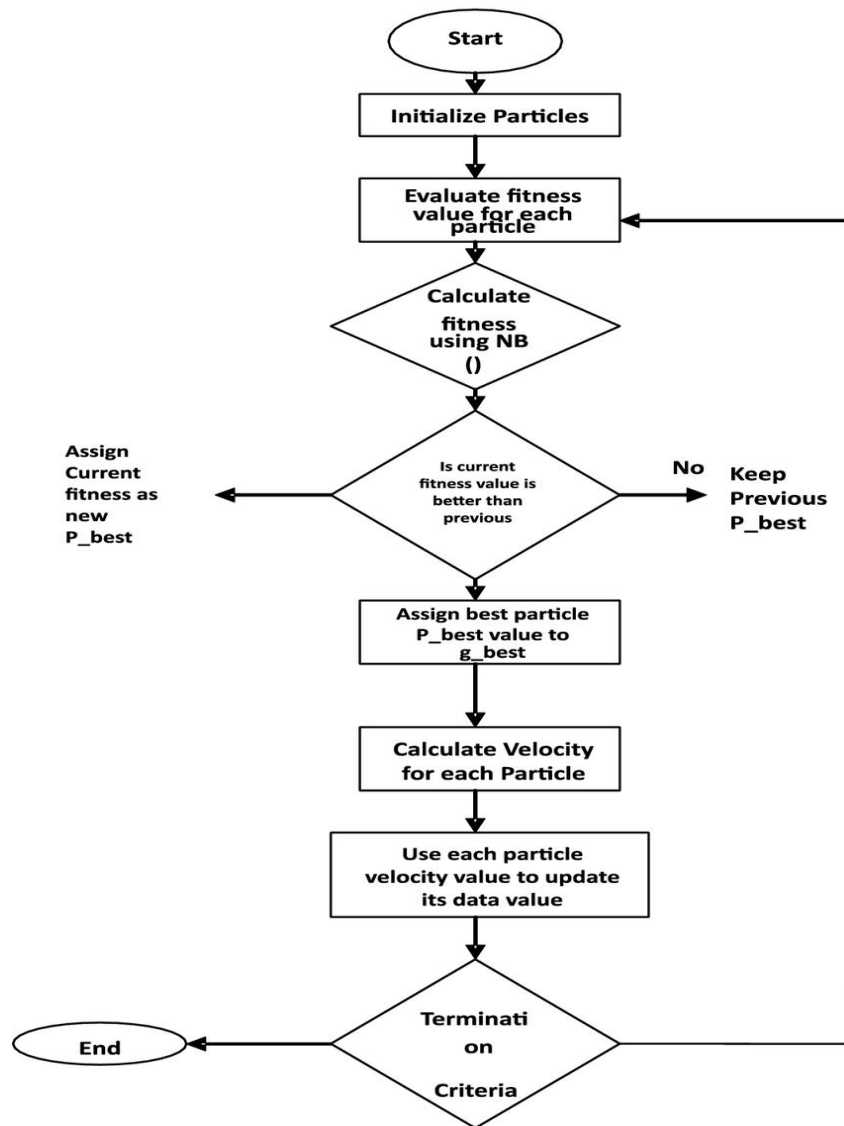 Start
Initialize Particles
Evaluate fitness
value for each
particle
Calculate
fitness
using NB
()
Assign
Current
fitness as
new
P_best
Is current
fitness value is
better than
previous
No
Keep
Previous
P_best
Assign best particle
P_best value to
g_best
Calculate Velocity
for each Particle
Use each particle
velocity value to update
its data value
End
Terminati
on
Criteria